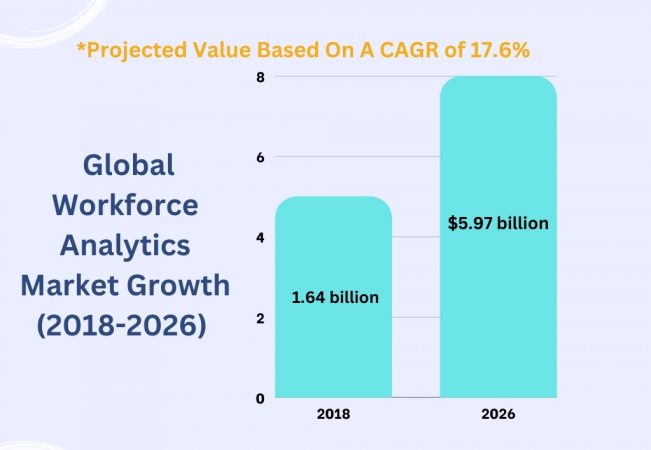 *Projected Value Based On A CAGR of 17.6%
Global
Workforce
Analytics
Market Growth
(2018-2026)
8
6
4
2
0
1.64 billion
$5.97 billion
2018
2026